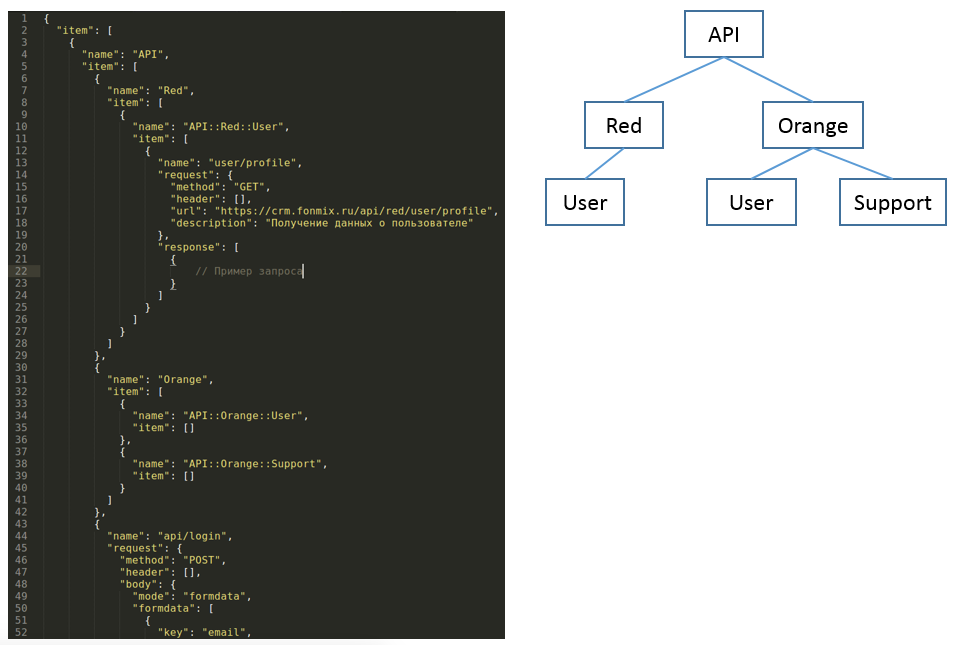 1 {
2 "item": [
3 {
4 "name": "API",
5 "item": [
6 {
7 "name": "Red",
8 "item": [
9 {
10 "name": "API::Red::User",
11 "item": [
12 {
13 "name": "user/profile",
14 "request": {
15 "method": "GET",
16 "header": [],
17 "url": "https://crm.fonmix.ru/api/red/user/profile",
18 "description": "Получение данных о пользователе"
19 },
20 "response": [
21 {
22 // Пример запроса
23 }
24 ]
25 }
26 ]
27 }
28 ]
29 },
30 {
31 "name": "Orange",
32 "item": [
33 {
34 "name": "API::Orange::User",
35 "item": []
36 },
37 {
38 "name": "API::Orange::Support",
39 "item": []
40 }
41 ]
42 },
43 {
44 "name": "api/login",
45 "request": {
46 "method": "POST",
47 "header": [],
48 "body": {
49 "mode": "formdata",
50 "formdata": [
51 {
52 "key": "email",
API
Red Orange
User User Support